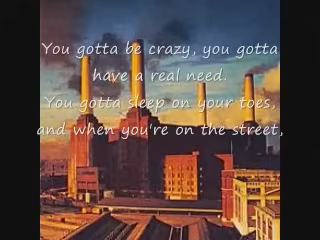 You gotta be crazy, you gotta
have a real need.
You gotta sleep on your toes,
and when you're on the street,